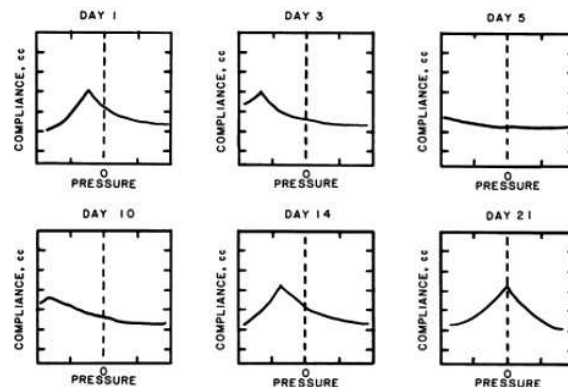 DAY 1
DAY 3
DAY 5
COMPLIANCE, cc
COMPLIANCE, cc
COMPLIANCE, cc
0
0
0
PRESSURE
PRESSURE
PRESSURE
DAY 10
DAY 14
DAY 21
COMPLIANCE, cc
COMPLIANCE, cc
COMPLIANCE, cc
0
0
0
PRESSURE
PRESSURE
PRESSURE